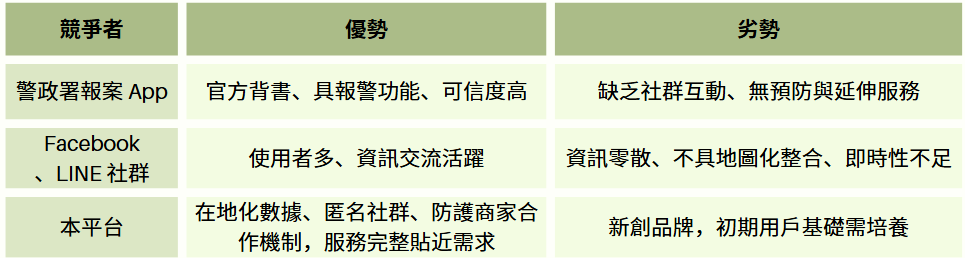 競爭者
優勢
劣勢
警政署報案 App
官方背書、具報警功能、可信度高
缺乏社群互動、無預防與延伸服務
Facebook
、LINE 社群
使用者多、資訊交流活躍
資訊零散、不具地圖化整合、即時性不足
本平台
在地化數據、匿名社群、防護商家合
作機制，服務完整貼近需求
新創品牌，初期用戶基礎需培養